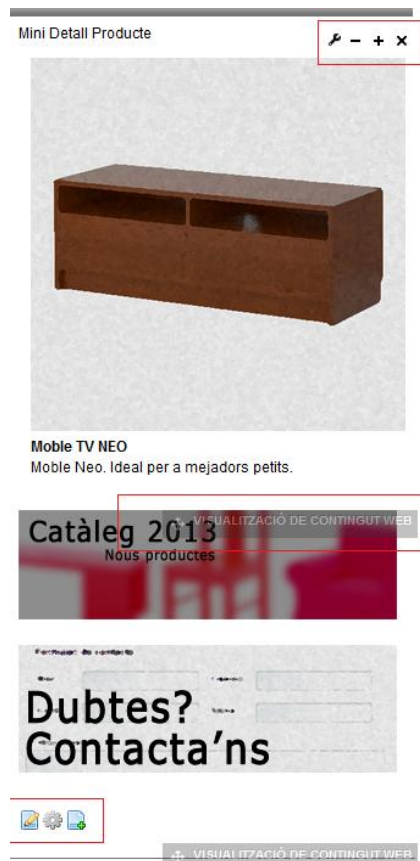 Mini Detall Producte
Moble TV NEO
Moble Neo. Ideal per a mejadors petits.
VISUALITZACIÓ DE CONTINGUT WEB
Catàleg 2013
Nous productes
Dubtes?
Contacta'ns
VISUALITZACIÓ DE CONTINGUT WEB